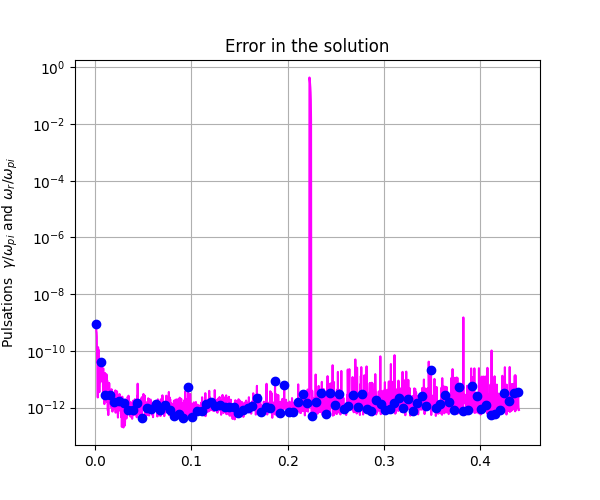 Error in the solution
Pulsations γ/ω_pi and ω_r/ω_pi
10^0
10^−2
10^−4
10^−6
10^−8
10^−10
10^−12
0.0 0.1 0.2 0.3 0.4